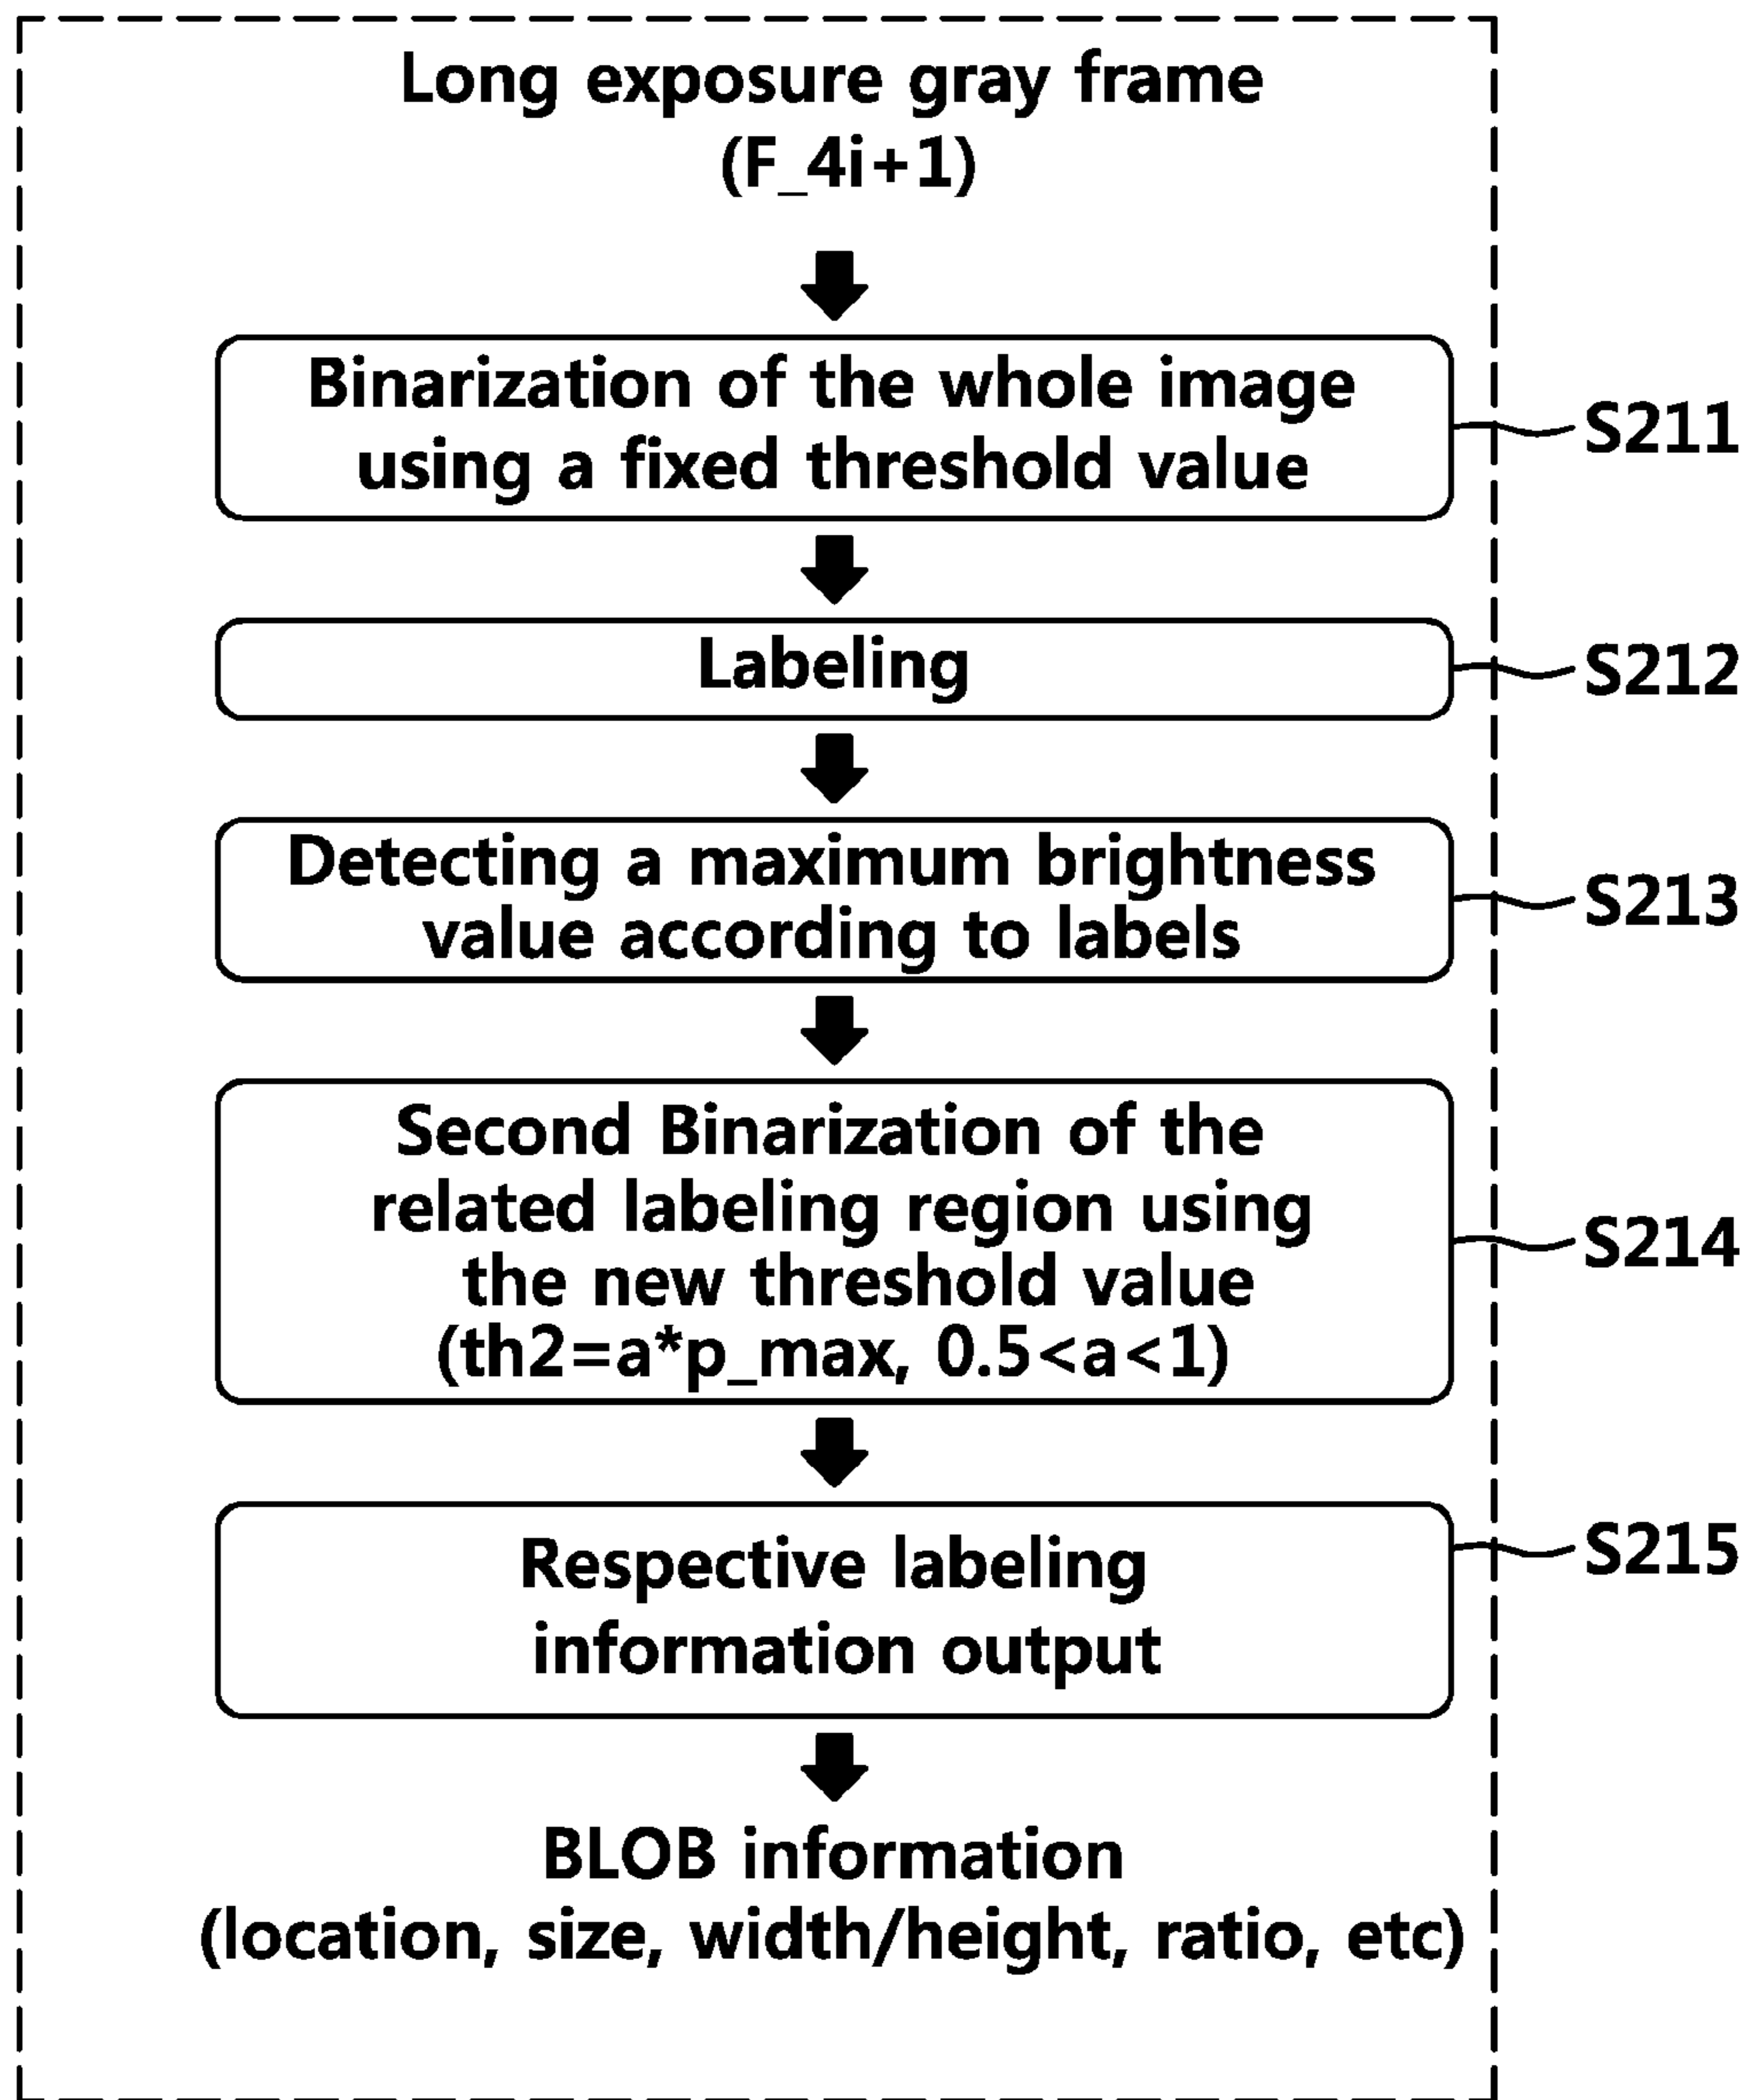 Long exposure gray frame
(F_4i+1)
Binarization of the whole image
using a fixed threshold value
S211
Labeling
S212
Detecting a maximum brightness
value according to labels
S213
Second Binarization of the
related labeling region using
the new threshold value
(th2=a*p_max, 0.5<a<1)
S214
Respective labeling
information output
S215
BLOB information
(location, size, width/height, ratio, etc)